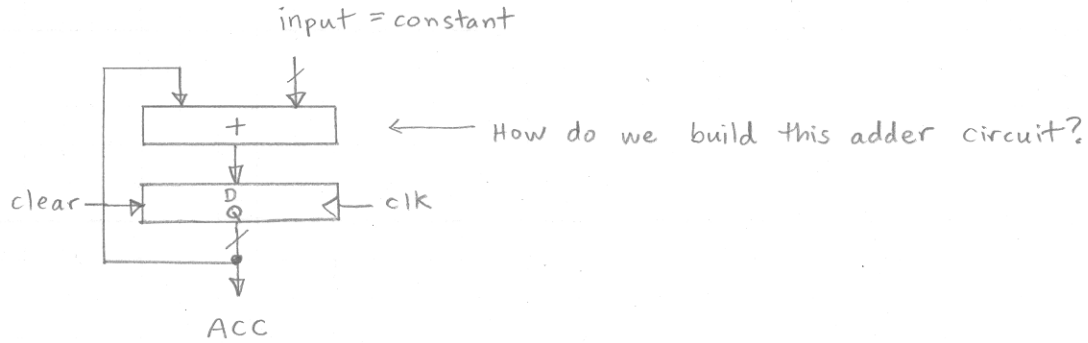 input = constant
+
How do we build this adder circuit?
clear
D
Q
clk
ACC